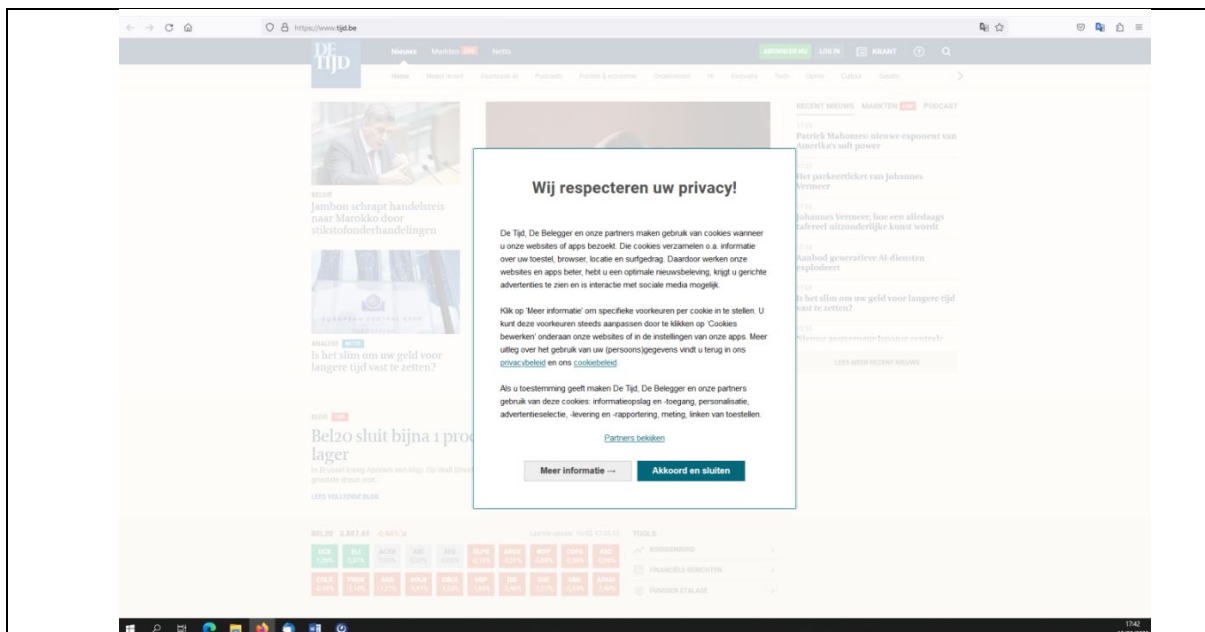 https://www.tijd.be
DE TIJD
Nieuws Markten LIVE Netto
ABONNEER NU LOG IN KRANT
Home Meest recent Podcasts Politiek & economie Ondernemen Innovatie Tech Opinie Cultuur
RECENT NIEUWS MARKTEN LIVE PODCAST
Patrick Mahomes: nieuwe exponent van
Amerika's soft power
Het parkeerticket van Johannes
Vermeer
Johannes Vermeer, hoe een alledaags
tafereel uitzonderlijke kunst wordt
Aanbod generatieve AI-diensten
explodeert
Is het slim om uw geld voor langere tijd
vast te zetten?
LEES MEER RECENT NIEUWS
BELGIË
Jambon schrapt handelsreis
naar Marokko door
stikstofonderhandelingen
ANALYSE NETTO
Is het slim om uw geld voor
langere tijd vast te zetten?
Wij respecteren uw privacy!
De Tijd, De Belegger en onze partners maken gebruik van cookies wanneer
u onze websites of apps bezoekt. Die cookies verzamelen o.a. informatie
over uw toestel, browser, locatie en surfgedrag. Daardoor werken onze
websites en apps beter, hebt u een optimale nieuwsbeleving, krijgt u gerichte
advertenties te zien en is interactie met sociale media mogelijk.
Klik op 'Meer informatie' om specifieke voorkeuren per cookie in te stellen. U
kunt deze voorkeuren steeds aanpassen door te klikken op 'Cookies
bewerken' onderaan onze websites of in de instellingen van onze apps. Meer
uitleg over het gebruik van uw (persoons)gegevens vindt u terug in ons
privacybeleid en ons cookiebeleid.
Als u toestemming geeft maken De Tijd, De Belegger en onze partners
gebruik van deze cookies: informatieopslag en -toegang, personalisatie,
advertentieselectie, -levering en -rapportering, meting, linken van toestellen.
Partners bekijken
Meer informatie → Akkoord en sluiten
BLOG LIVE
Bel20 sluit bijna 1 pro
lager
LEES VOLLEDIGE BLOG
TOOLS
KOERSENBORD
FINANCIËLE BERICHTEN
FONDSEN ETALAGE
17:42